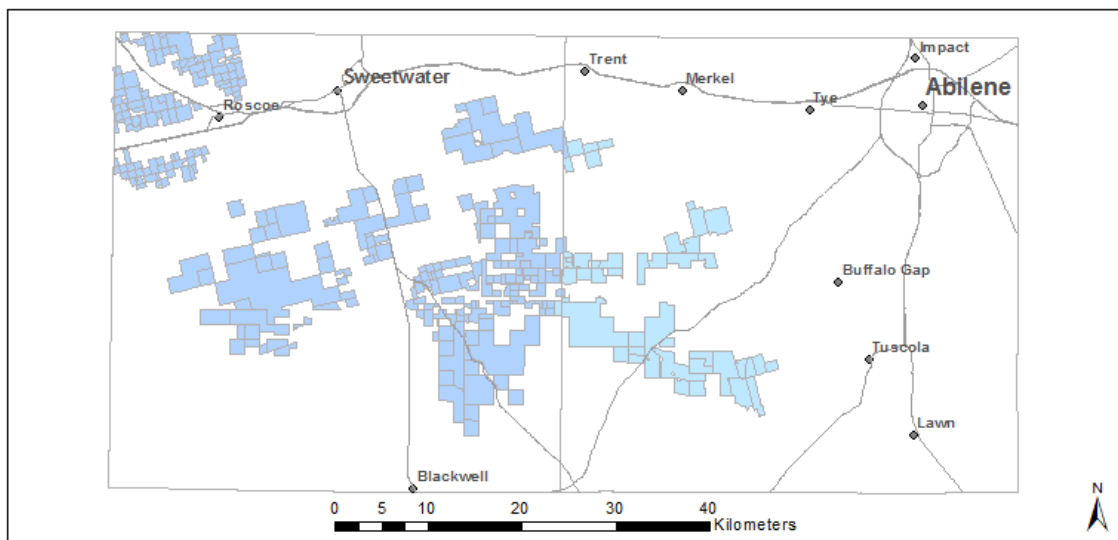 Impact
Trent
Sweetwater
Merkel
Abilene
Roscoe
Tye
Buffalo Gap
Tuscola
Lawn
Blackwell
N
0 5 10 20 30 40
Kilometers